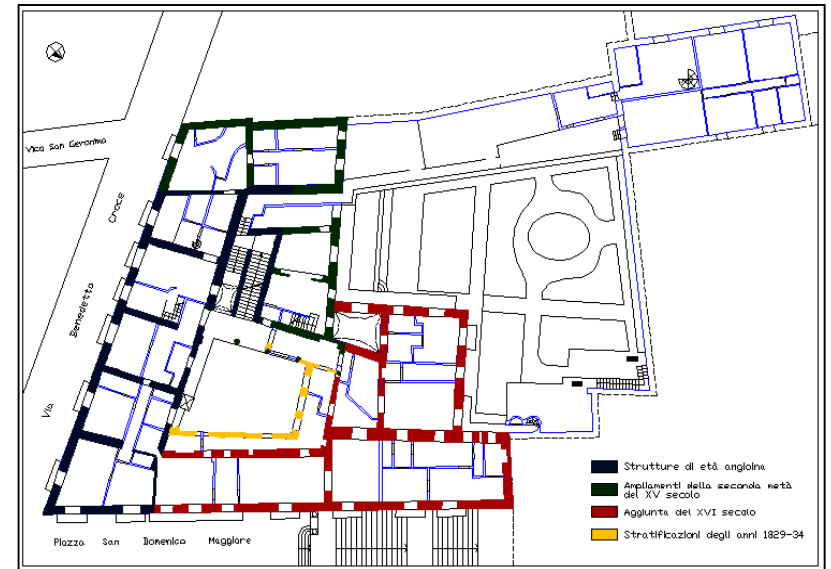 Vico San Geronimo
Via Benedetto Croce
Piazza San Domenico Maggiore
Strutture di età angioina
Ampliamenti della seconda metà
del XV secolo
Aggiunta del XVI secolo
Stratificazioni degli anni 1829-34